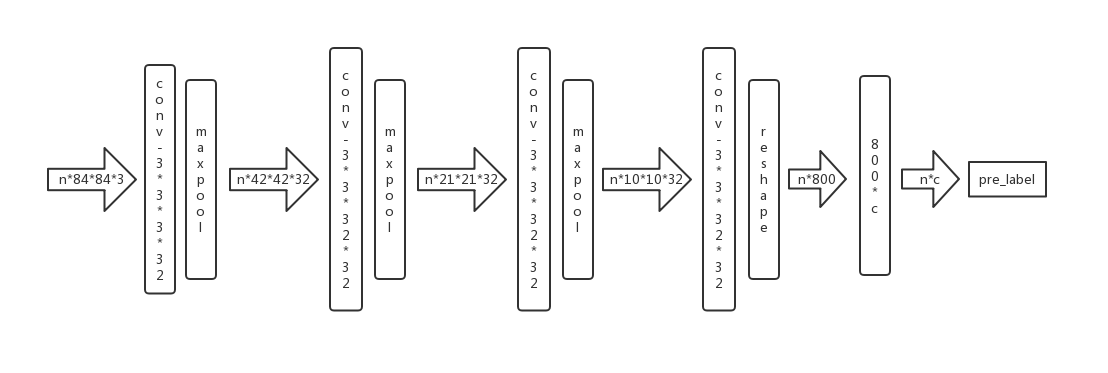 n*84*84*3
conv-3*3*3*32
maxpool
n*42*42*32
conv-3*3*32*32
maxpool
n*21*21*32
conv-3*3*32*32
maxpool
n*10*10*32
conv-3*3*32*32
reshape
n*800
800*c
n*c
pre_label